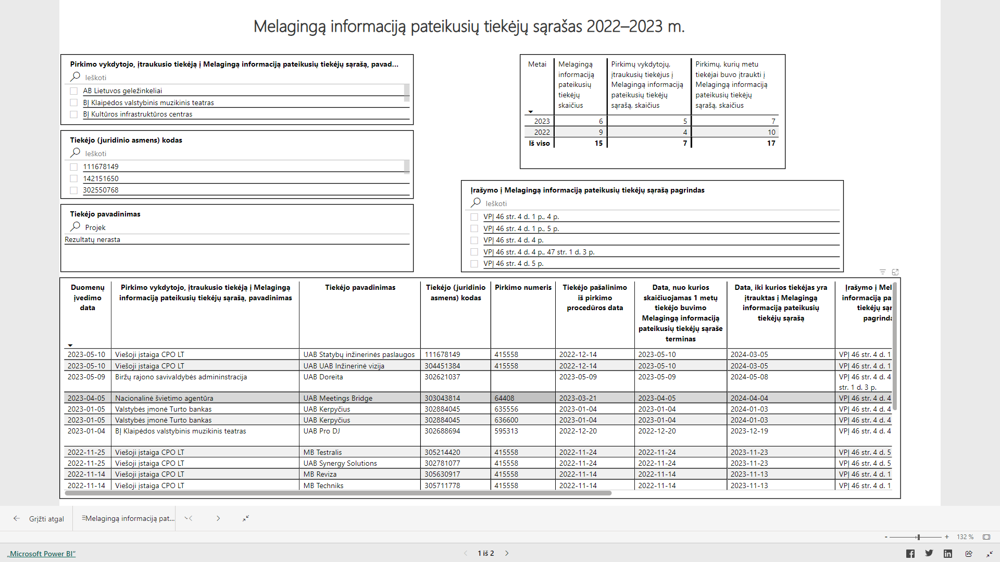 Melagingą informaciją pateikusių tiekėjų sąrašas 2022–2023 m.
Pirkimo vykdytojo, įtraukusio tiekėją į Melagingą informaciją pateikusių tiekėjų sąrašą, pavad...
Ieškoti
AB Lietuvos geležinkeliai
BĮ Klaipėdos valstybinis muzikinis teatras
BĮ Kultūros infrastruktūros centras
Tiekėjo (juridinio asmens) kodas
Ieškoti
111678149
142151650
302550768
Tiekėjo pavadinimas
Projek
Rezultatų nerasta
Metai
Melagingą
informaciją
pateikusių
tiekėjų
skaičius
Pirkimų vykdytojų,
įtraukusių tiekėjus į
Melagingą informaciją
pateikusių tiekėjų
sąrašą, skaičius
Pirkimų, kurių metu
tiekėjai buvo įtraukti į
Melagingą informaciją
pateikusių tiekėjų
sąrašą, skaičius
2023 6 5 7
2022 9 4 10
Iš viso 15 7 17
Įrašymo į Melagingą informaciją pateikusių tiekėjų sąrašą pagrindas
Ieškoti
VPĮ 46 str. 4 d. 1 p., 4 p.
VPĮ 46 str. 4 d. 1 p., 5 p.
VPĮ 46 str. 4 d. 4 p.
VPĮ 46 str. 4 d. 4 p., 47 str. 1 d. 3 p.
VPĮ 46 str. 4 d. 5 p.
Duomenų
įvedimo
data
Pirkimo vykdytojo, įtraukusio tiekėją į Melagingą
informaciją pateikusių tiekėjų sąrašą, pavadinimas
Tiekėjo pavadinimas
Tiekėjo (juridinio
asmens) kodas
Pirkimo numeris
Tiekėjo pašalinimo
iš pirkimo
procedūros data
Data, nuo kurios
skaičiuojamas 1 metų
tiekėjo buvimo
Melagingą informaciją
pateikusių tiekėjų sąraše
terminas
Data, iki kurios tiekėjas yra
įtrauktas į Melagingą
informaciją pateikusių
tiekėjų sąrašą
Įrašymo į Mel
informaciją pa
tiekėjų sąr
pagrinda
2023-05-10 Viešoji įstaiga CPO LT UAB Statybų inžinerinės paslaugos 111678149 415558 2022-12-14 2023-05-10 2024-03-05 VPĮ 46 str. 4 d. 1
2023-05-10 Viešoji įstaiga CPO LT UAB UAB Inžinerinė vizija 304451384 415558 2022-12-14 2023-05-10 2024-03-05 VPĮ 46 str. 4 d. 1
2023-05-09 Biržų rajono savivaldybės admininstracija UAB Doreita 302621037 2023-05-09 2023-05-09 2024-05-08 VPĮ 46 str. 4 d. 4
str. 1 d. 3 p.
2023-04-05 Nacionalinė švietimo agentūra UAB Meetings Bridge 303043814 64408 2023-03-21 2023-04-05 2024-04-04 VPĮ 46 str. 4 d. 4
2023-01-05 Valstybės įmonė Turto bankas UAB Kerpyčius 302884045 635556 2023-01-04 2023-01-04 2024-01-03 VPĮ 46 str. 4 d. 4
2023-01-05 Valstybės įmonė Turto bankas UAB Kerpyčius 302884045 636600 2023-01-04 2023-01-04 2024-01-03 VPĮ 46 str. 4 d. 4
2023-01-04 BĮ Klaipėdos valstybinis muzikinis teatras UAB Pro DJ 302688694 595313 2022-12-20 2022-12-20 2023-12-19 VPĮ 46 str. 4 d. 4
2022-11-25 Viešoji įstaiga CPO LT MB Testralis 305214420 415558 2022-11-24 2022-11-24 2023-11-23 VPĮ 46 str. 4 d. 5
2022-11-25 Viešoji įstaiga CPO LT UAB Synergy Solutions 302781077 415558 2022-11-24 2022-11-24 2023-11-23 VPĮ 46 str. 4 d. 5
2022-11-14 Viešoji įstaiga CPO LT MB Reviza 305630917 415558 2022-11-14 2022-11-14 2023-11-13 VPĮ 46 str. 4 d. 1
2022-11-14 Viešoji įstaiga CPO LT MB Techniks 305711778 415558 2022-11-14 2022-11-14 2023-11-13 VPĮ 46 str. 4 d. 1
Grįžti atgal
Melagingą informaciją pat...
- + 132 %
„Microsoft Power BI“
1 iš 2